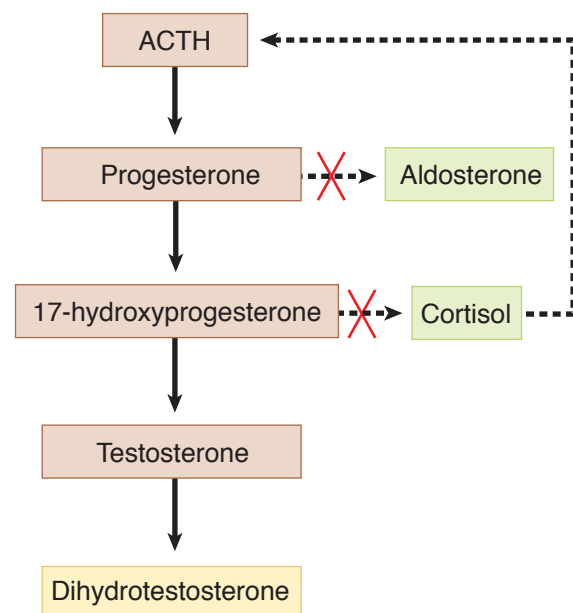 ACTH
Progesterone
Aldosterone
17-hydroxyprogesterone
Cortisol
Testosterone
Dihydrotestosterone